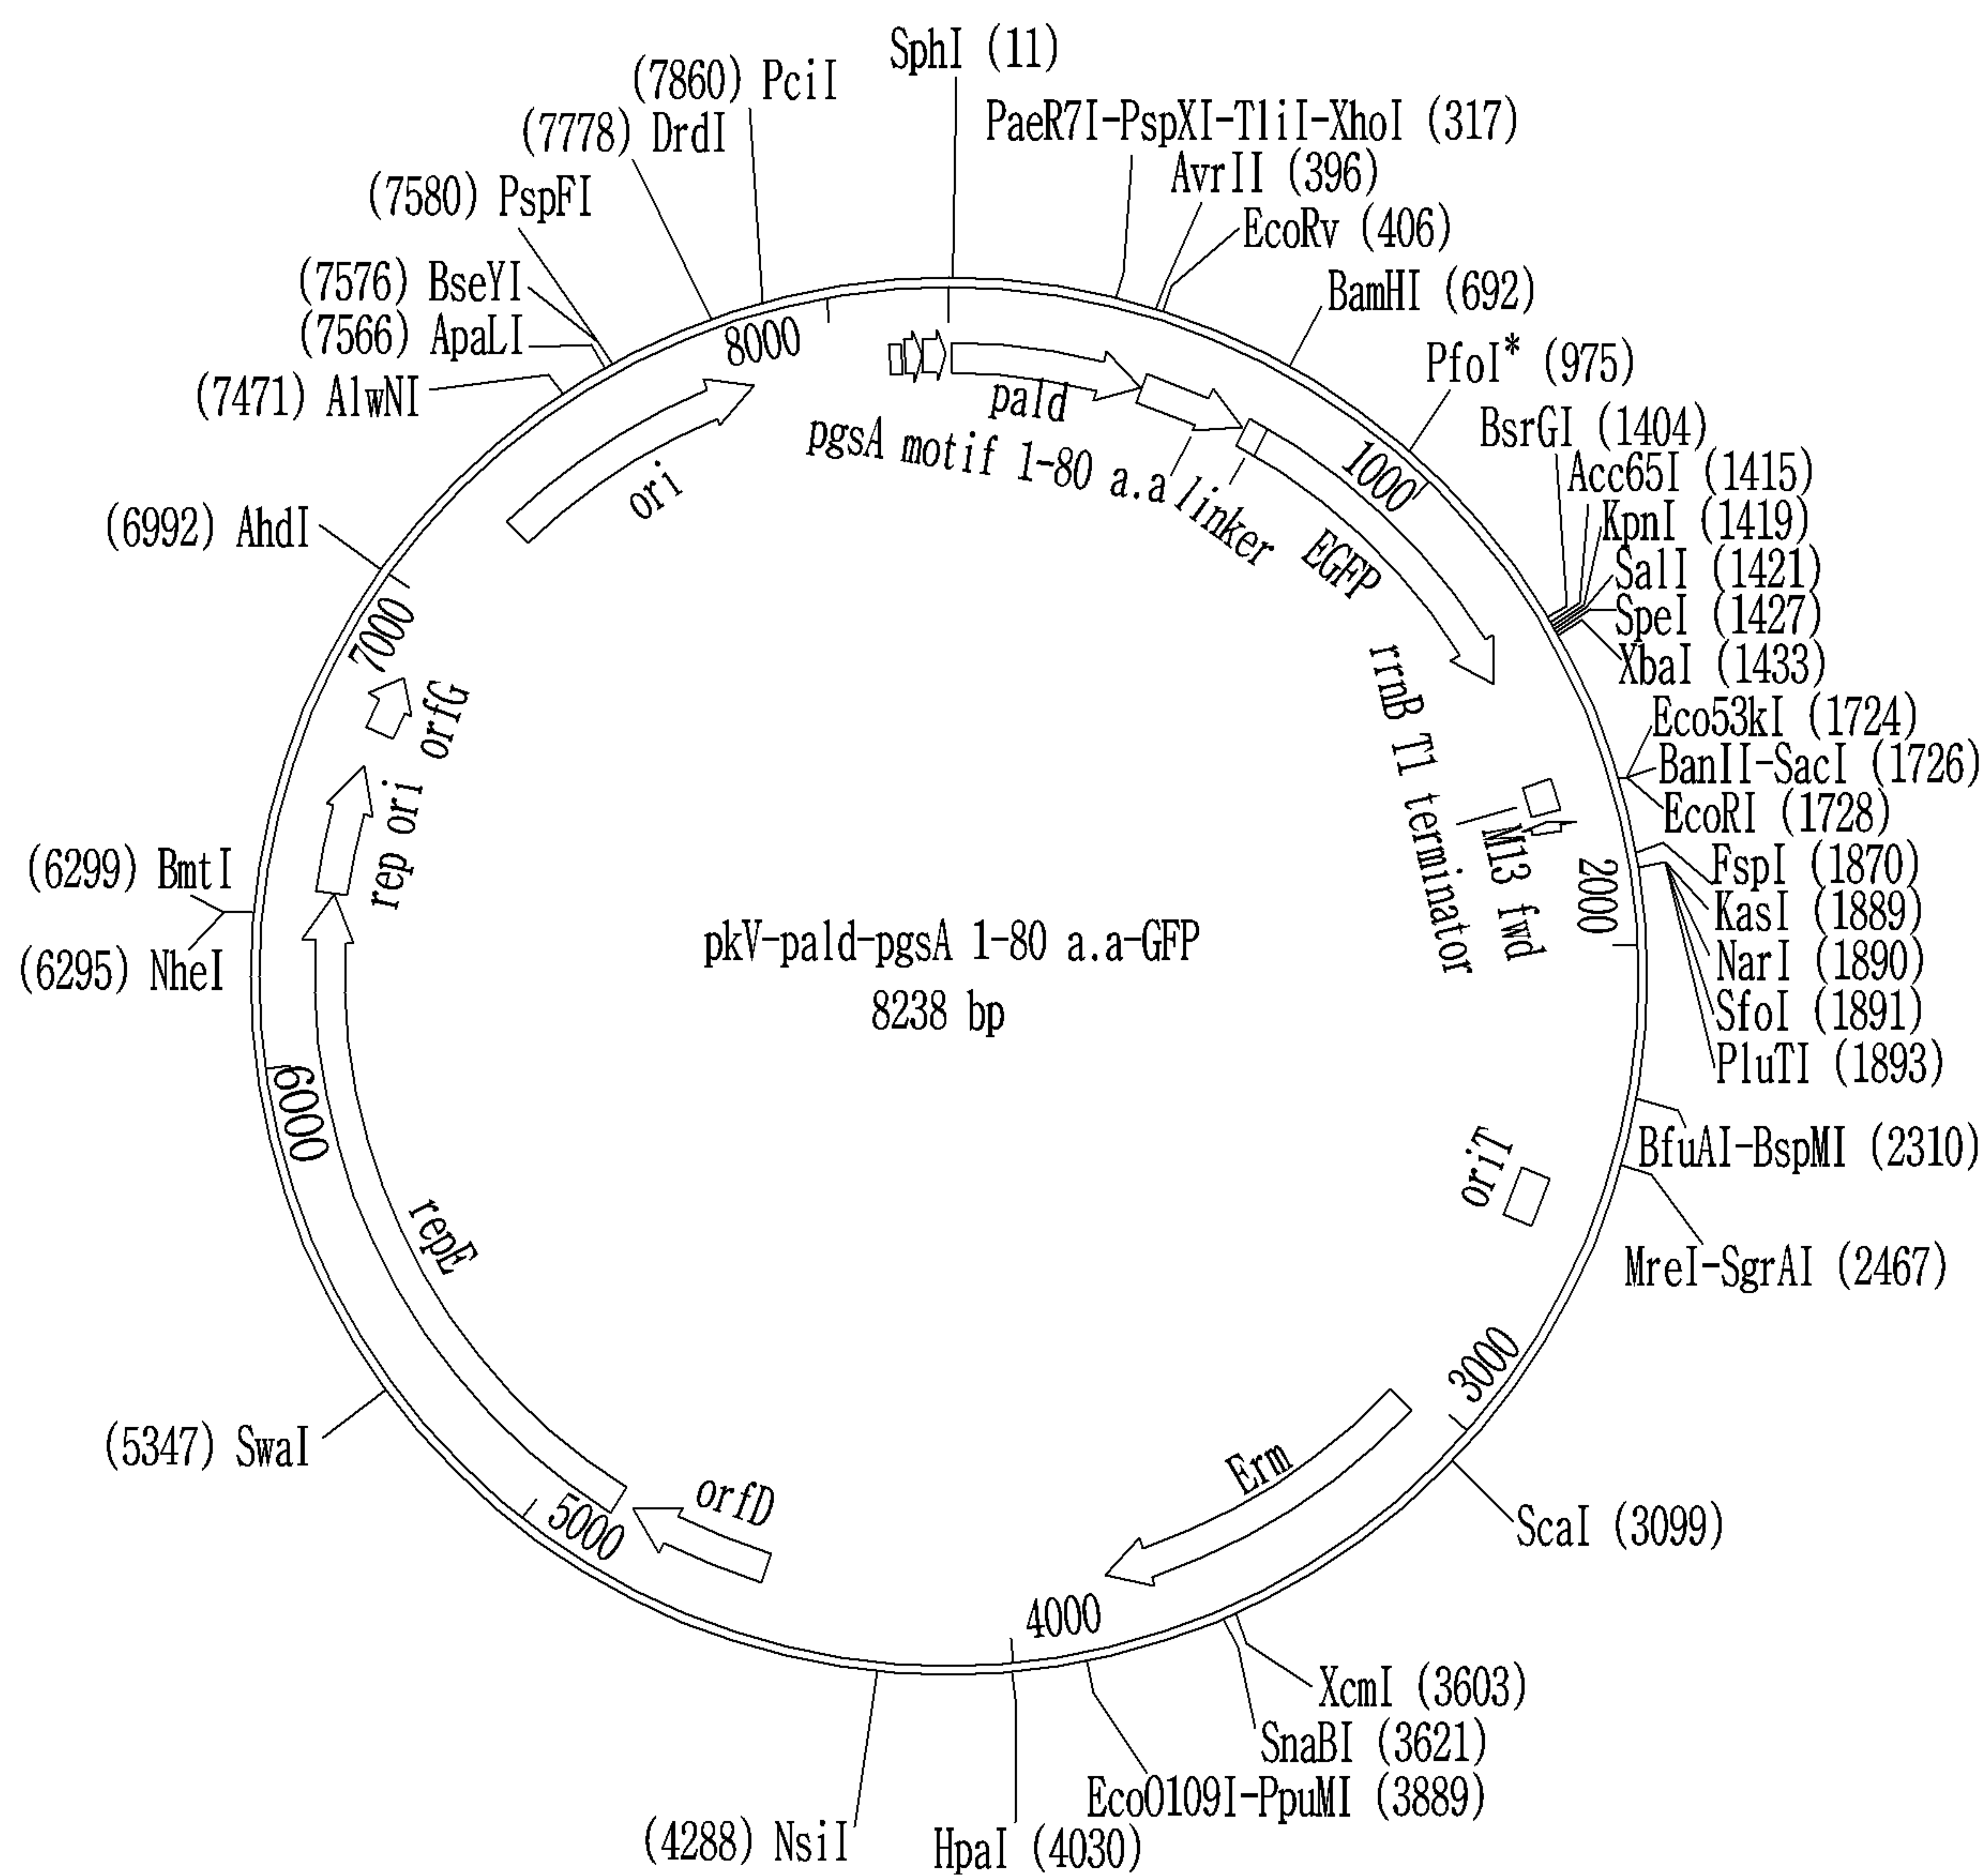 SphI (11)
PaeR7I-PspXI-TliI-XhoI (317)
AvrII (396)
EcoRv (406)
BamHI (692)
PfoI* (975)
BsrGI (1404)
Acc65I (1415)
KpnI (1419)
SalI (1421)
SpeI (1427)
XbaI (1433)
Eco53kI (1724)
BanII-SacI (1726)
EcoRI (1728)
FspI (1870)
KasI (1889)
NarI (1890)
SfoI (1891)
PluTI (1893)
BfuAI-BspMI (2310)
MreI-SgrAI (2467)
ScaI (3099)
XcmI (3603)
SnaBI (3621)
EcoO109I-PpuMI (3889)
HpaI (4030)
(4288) NsiI
(5347) SwaI
(6295) NheI
(6299) BmtI
(6992) AhdI
(7471) AlwNI
(7566) ApaLI
(7576) BseYI
(7580) PspFI
(7778) DrdI
(7860) PciI
8000
pald
pgsA motif 1-80 a.a
linker
EGFP
1000
rrnB T1 terminator
M13 fwd
2000
oriT
3000
Erm
4000
orfD
5000
repE
6000
rep ori
orfG
7000
ori
pkV-pald-pgsA 1-80 a.a-GFP
8238 bp